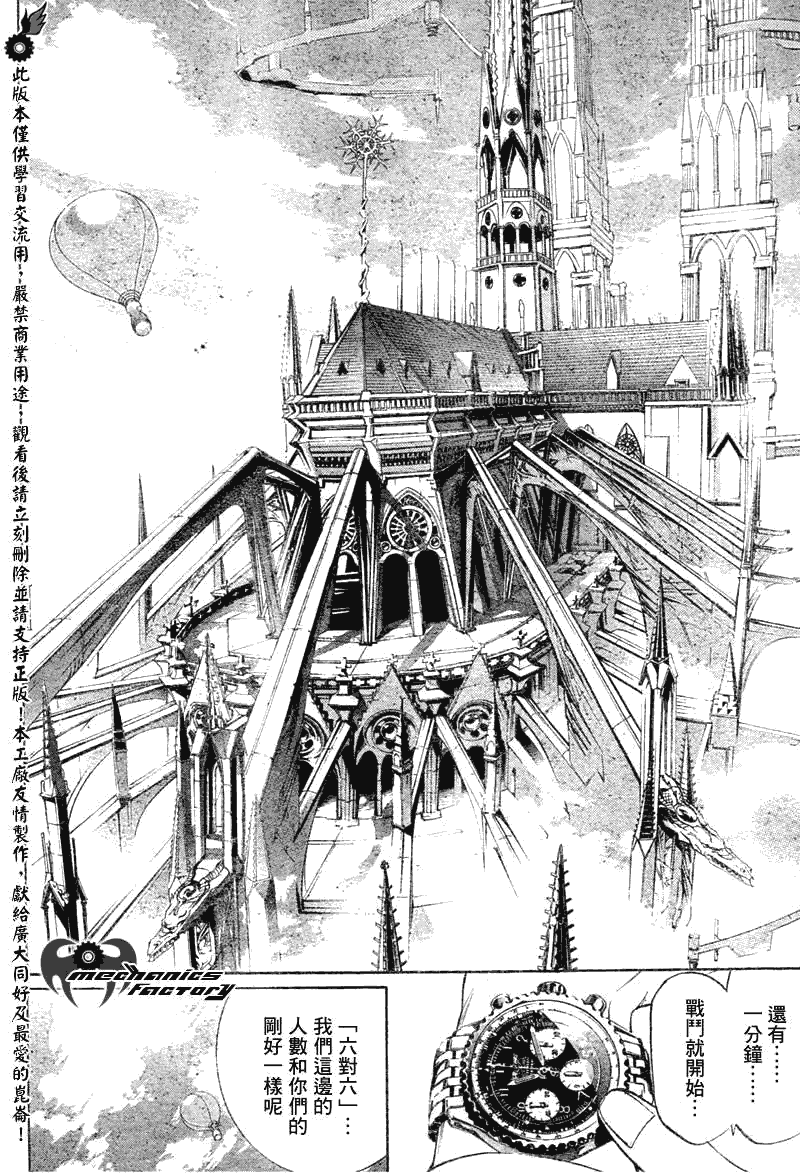 此版本僅供學習交流用，嚴禁商業用途，觀看後請立刻刪除並請支持正版！本工廠友情製作，獻給廣大同好及最愛的崑崙！
mechanics
Factory
還有……
一分鐘……
戰鬥就開始…
「六對六」…
我們這邊的
人數和你們的
剛好一樣呢